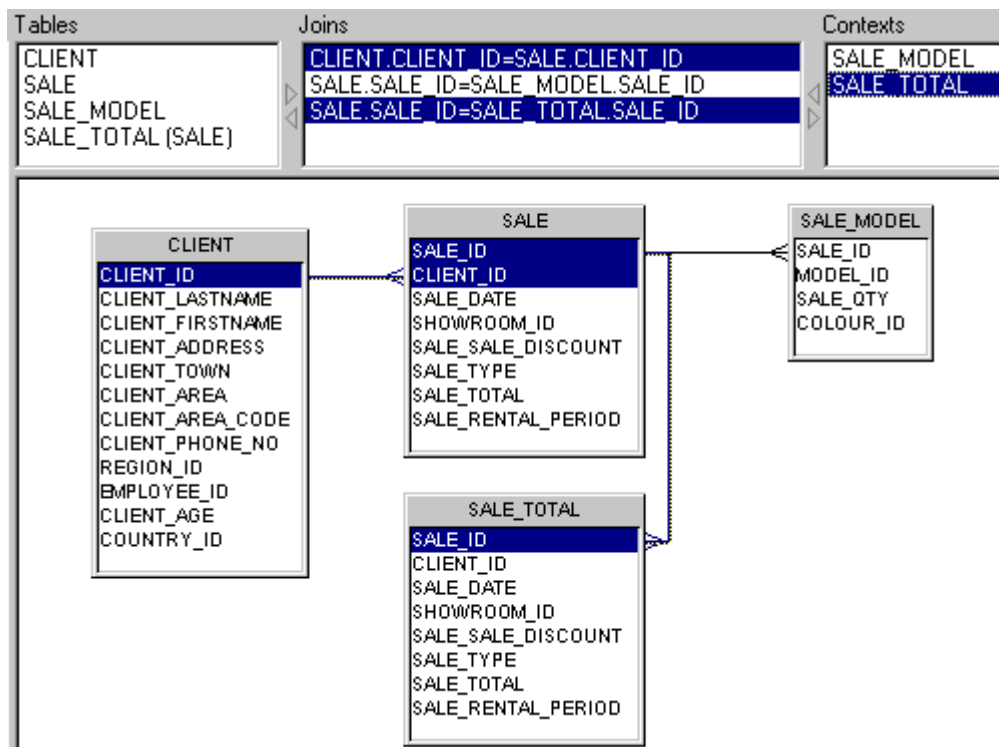 Tables
CLIENT
SALE
SALE_MODEL
SALE_TOTAL (SALE)
Joins
CLIENT.CLIENT_ID=SALE.CLIENT_ID
SALE.SALE_ID=SALE_MODEL.SALE_ID
SALE.SALE_ID=SALE_TOTAL.SALE_ID
Contexts
SALE_MODEL
SALE_TOTAL
CLIENT
CLIENT_ID
CLIENT_LASTNAME
CLIENT_FIRSTNAME
CLIENT_ADDRESS
CLIENT_TOWN
CLIENT_AREA
CLIENT_AREA_CODE
CLIENT_PHONE_NO
REGION_ID
EMPLOYEE_ID
CLIENT_AGE
COUNTRY_ID
SALE
SALE_ID
CLIENT_ID
SALE_DATE
SHOWROOM_ID
SALE_SALE_DISCOUNT
SALE_TYPE
SALE_TOTAL
SALE_RENTAL_PERIOD
SALE_MODEL
SALE_ID
MODEL_ID
SALE_QTY
COLOUR_ID
SALE_TOTAL
SALE_ID
CLIENT_ID
SALE_DATE
SHOWROOM_ID
SALE_SALE_DISCOUNT
SALE_TYPE
SALE_TOTAL
SALE_RENTAL_PERIOD